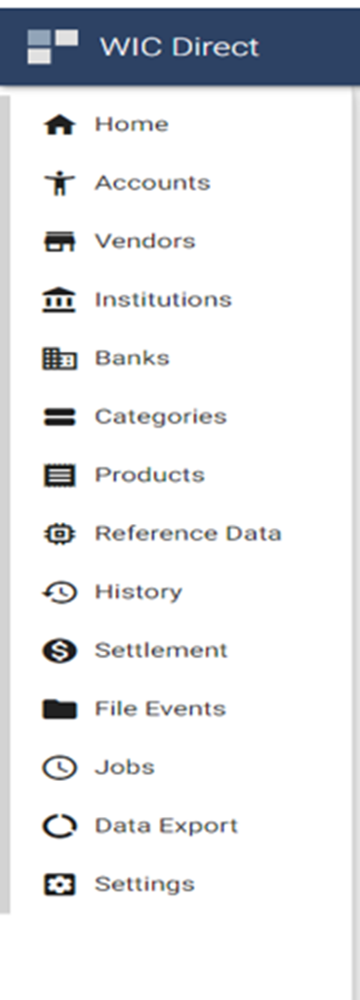 WIC Direct
Home
Accounts
Vendors
Institutions
Banks
Categories
Products
Reference Data
History
Settlement
File Events
Jobs
Data Export
Settings